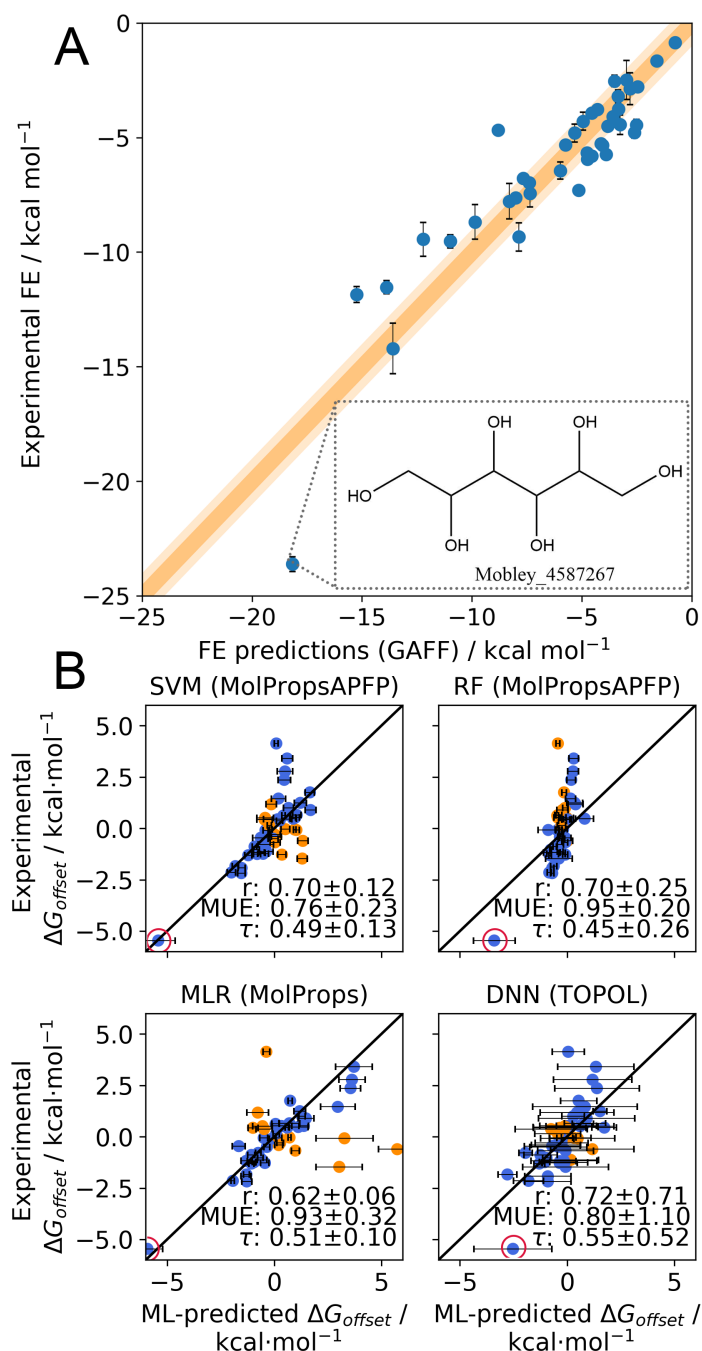 A
Experimental FE / kcal mol⁻¹
0
−5
−10
−15
−20
−25
OH OH
HO OH
OH OH
Mobley_4587267
−25 −20 −15 −10 −5 0
FE predictions (GAFF) / kcal mol⁻¹
B
SVM (MolPropsAPFP) RF (MolPropsAPFP)
Experimental
ΔG_offset / kcal·mol⁻¹
5.0
2.5
0.0
−2.5
−5.0
r: 0.70±0.12
MUE: 0.76±0.23
τ: 0.49±0.13
r: 0.70±0.25
MUE: 0.95±0.20
τ: 0.45±0.26
MLR (MolProps) DNN (TOPOL)
Experimental
ΔG_offset / kcal·mol⁻¹
5.0
2.5
0.0
−2.5
−5.0
r: 0.62±0.06
MUE: 0.93±0.32
τ: 0.51±0.10
r: 0.72±0.71
MUE: 0.80±1.10
τ: 0.55±0.52
−5 0 5 −5 0 5
ML-predicted ΔG_offset /
kcal·mol⁻¹
ML-predicted ΔG_offset /
kcal·mol⁻¹